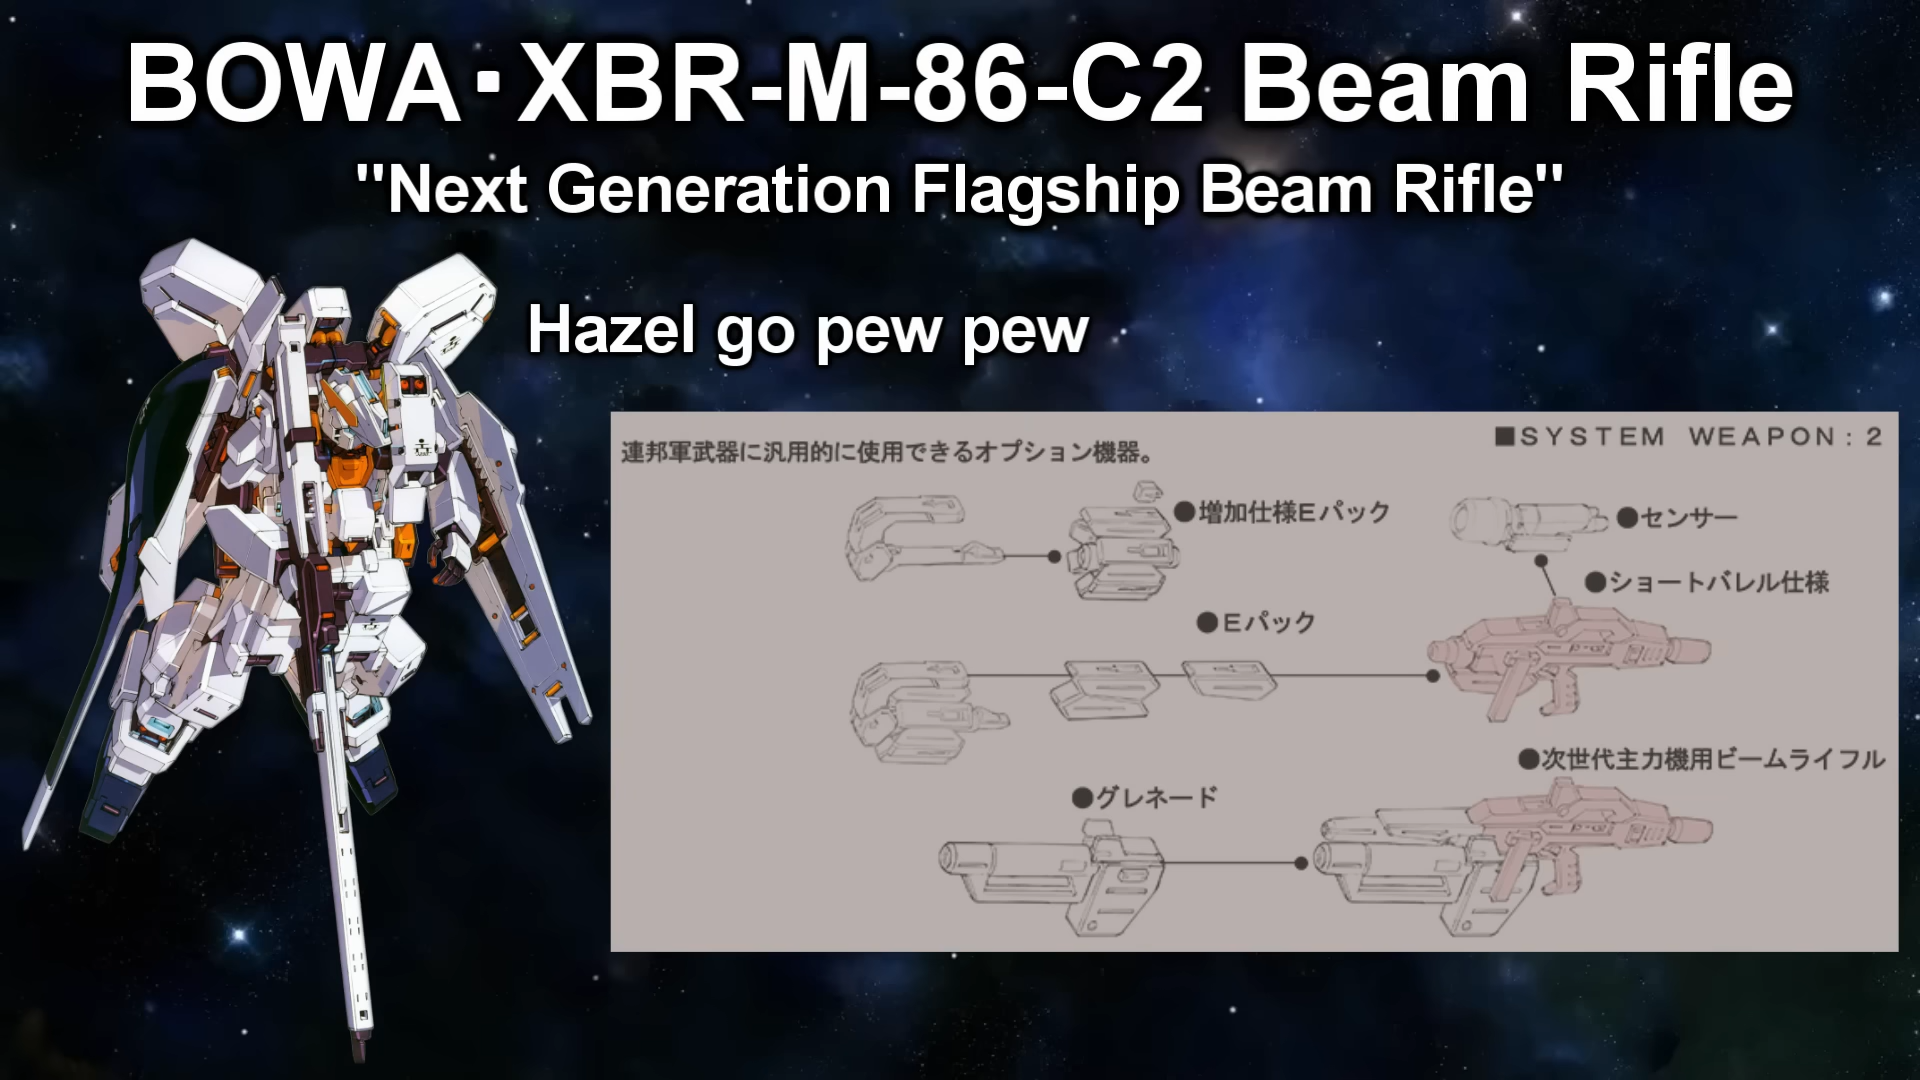 BOWA･XBR-M-86-C2 Beam Rifle
"Next Generation Flagship Beam Rifle"
Hazel go pew pew
■SYSTEM WEAPON：2
連邦軍武器に汎用的に使用できるオプション機器。
●増加仕様Eパック
●センサー
●ショートバレル仕様
●Eパック
●次世代主力機用ビームライフル
●グレネード